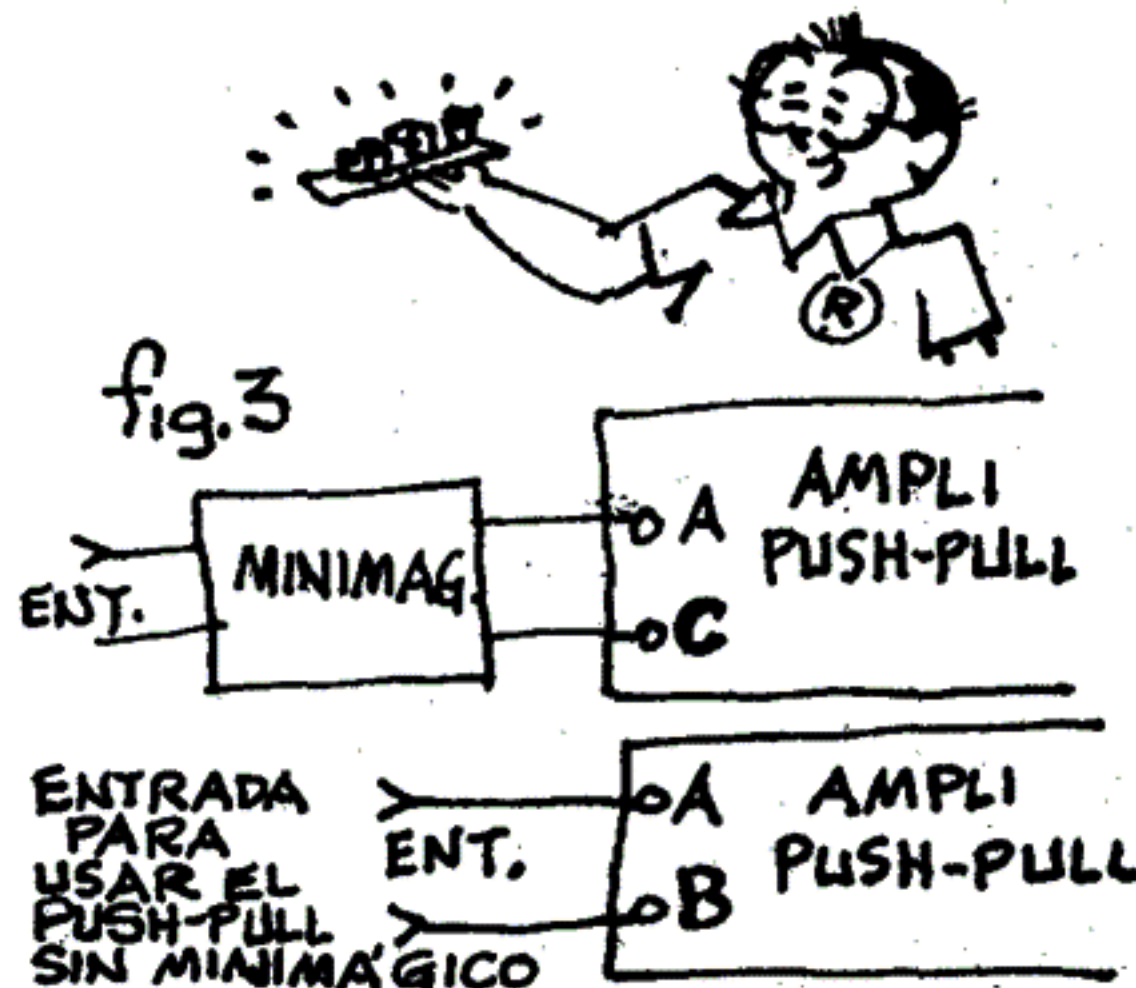 R
fig.3
AMPLI
PUSH-PULL
A
MINIMAG.
ENT.
C
AMPLI
PUSH-PULL
A
ENT.
B
ENTRADA
PARA
USAR EL
PUSH-PULL
SIN MINIMÁGICO